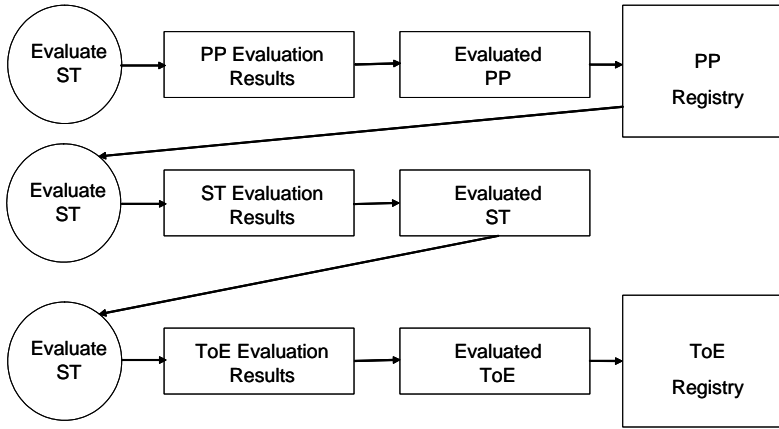 Evaluate
ST
PP Evaluation
Results
Evaluated
PP
PP
Registry
Evaluate
ST
ST Evaluation
Results
Evaluated
ST
Evaluate
ST
ToE Evaluation
Results
Evaluated
ToE
ToE
Registry